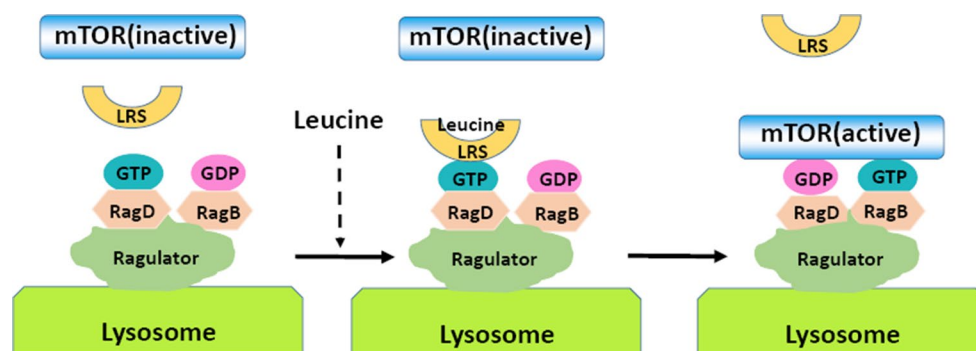 mTOR(inactive)
LRS
GTP
GDP
RagD
RagB
Ragulator
Lysosome
Leucine
mTOR(inactive)
Leucine
LRS
GTP
GDP
RagD
RagB
Ragulator
Lysosome
LRS
mTOR(active)
GDP
GTP
RagD
RagB
Ragulator
Lysosome